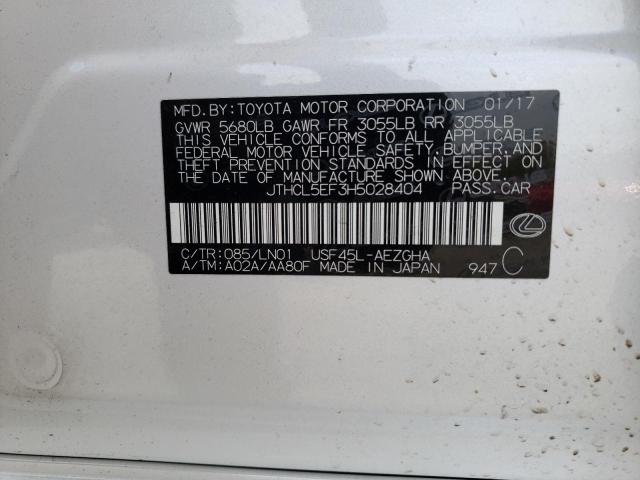 MFD.BY:TOYOTA MOTOR CORPORATION 01/17
GVWR 5680LB GAWR FR 3055LB RR 3055LB
THIS VEHICLE CONFORMS TO ALL APPLICABLE
FEDERAL MOTOR VEHICLE SAFETY,BUMPER,AND
THEFT PREVENTION STANDARDS IN EFFECT ON
THE DATE OF MANUFACTURE SHOWN ABOVE.
JTHCL5EF3H5028404 PASS.CAR
C/TR:085/LN01 USF45L-AEZGHA
A/TM:A02A/AA80F MADE IN JAPAN 947 C